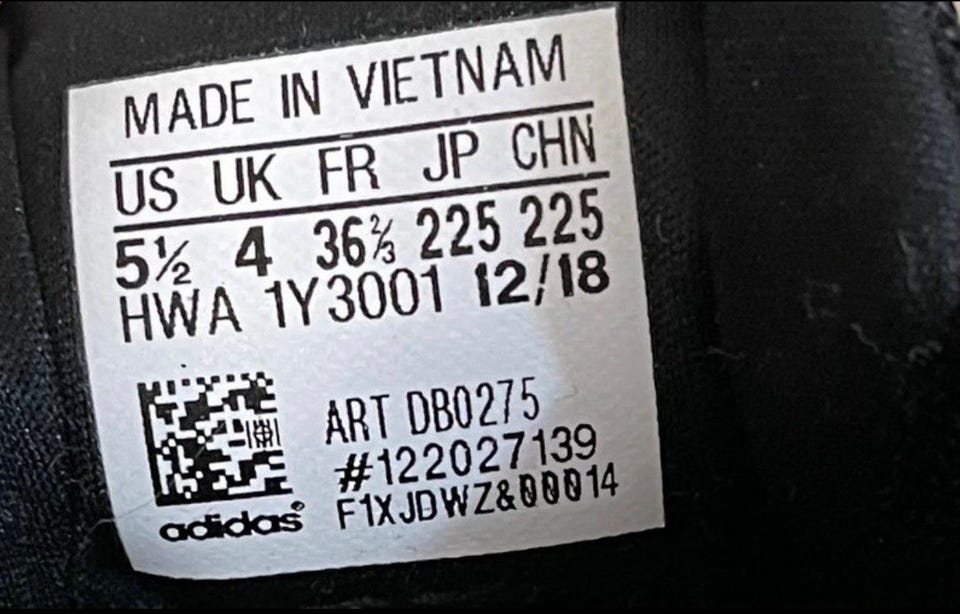 MADE IN VIETNAM
US UK FR JP CHN
5½ 4 36⅔ 225 225
HWA 1Y3001 12/18
ART DB0275
#122027139
F1XJDWZ&00014
adidas®